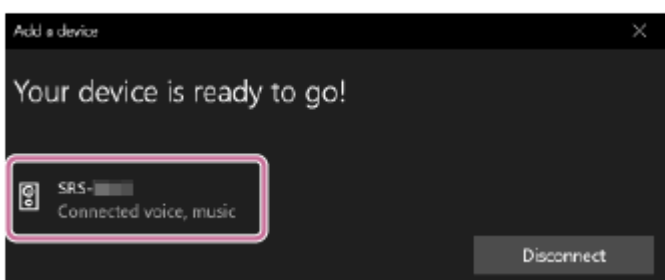 Add a device
Your device is ready to go!
SRS-
Connected voice, music
Disconnect